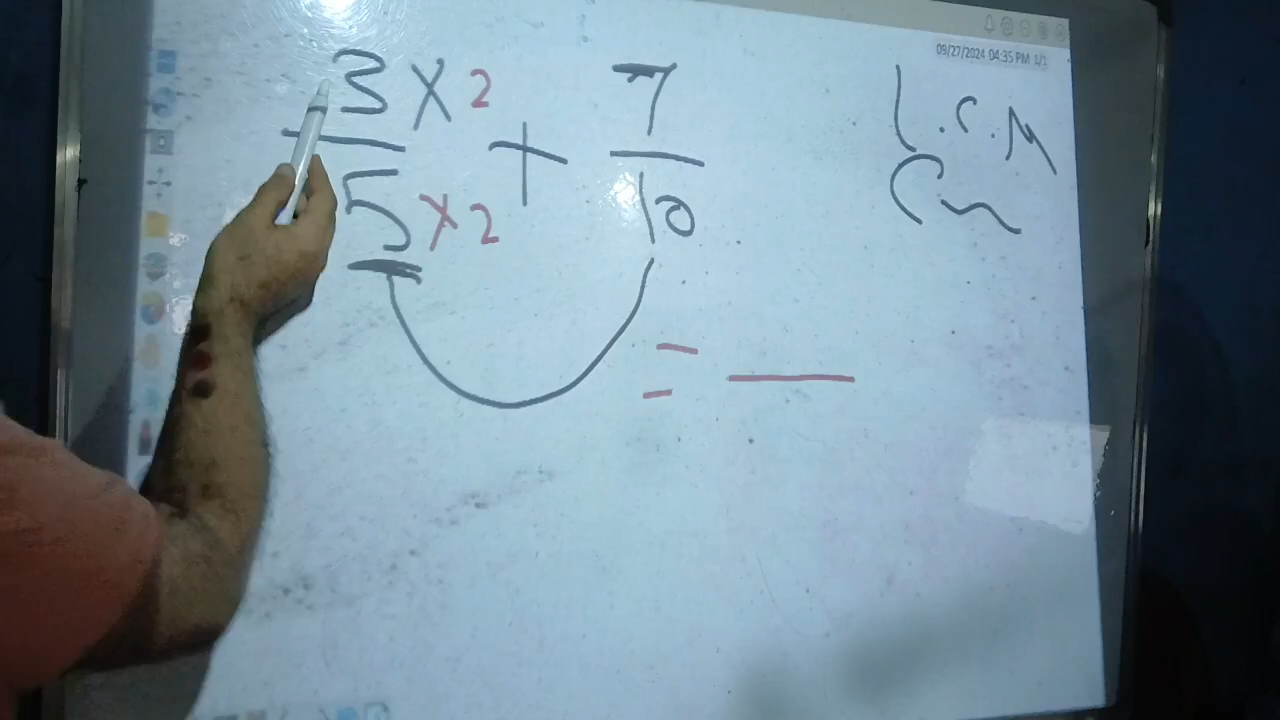 09/27/2024 04:35 PM 1/1
3 × 2 + 7
5 × 2 10
=
L.C.M